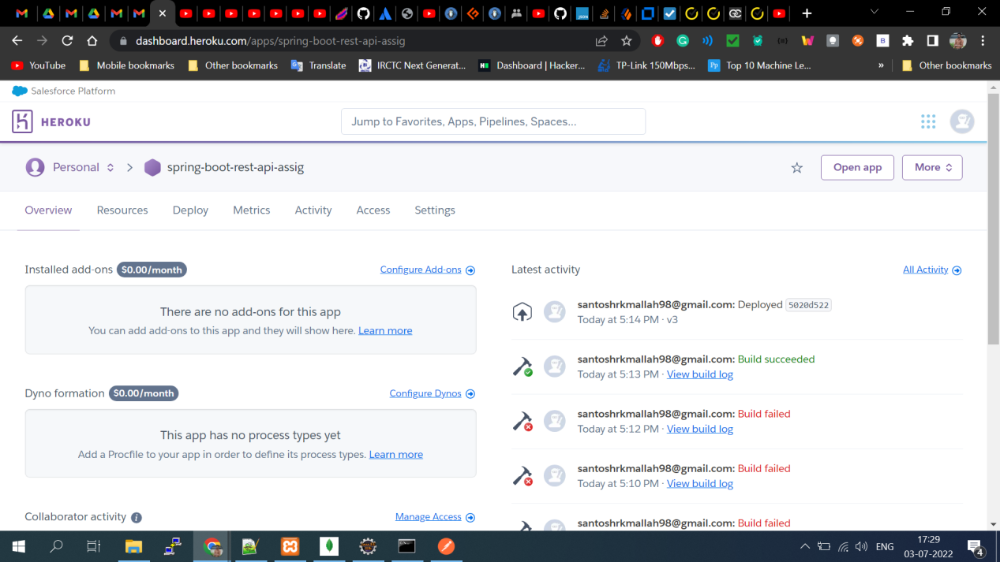 dashboard.heroku.com/apps/spring-boot-rest-api-assig
YouTube Mobile bookmarks Other bookmarks Translate IRCTC Next Generat... Dashboard | Hacker... TP-Link 150Mbps... Top 10 Machine Le... » Other bookmarks
Salesforce Platform
HEROKU Jump to Favorites, Apps, Pipelines, Spaces...
Personal spring-boot-rest-api-assig Open app More
Overview Resources Deploy Metrics Activity Access Settings
Installed add-ons $0.00/month Configure Add-ons
There are no add-ons for this app
You can add add-ons to this app and they will show here. Learn more
Dyno formation $0.00/month Configure Dynos
This app has no process types yet
Add a Procfile to your app in order to define its process types. Learn more
Collaborator activity i Manage Access
Latest activity All Activity
santoshrkmallah98@gmail.com: Deployed 5020d522
Today at 5:14 PM · v3
santoshrkmallah98@gmail.com: Build succeeded
Today at 5:13 PM · View build log
santoshrkmallah98@gmail.com: Build failed
Today at 5:12 PM · View build log
santoshrkmallah98@gmail.com: Build failed
Today at 5:10 PM · View build log
santoshrkmallah98@gmail.com: Build failed
ENG 17:29
03-07-2022 4